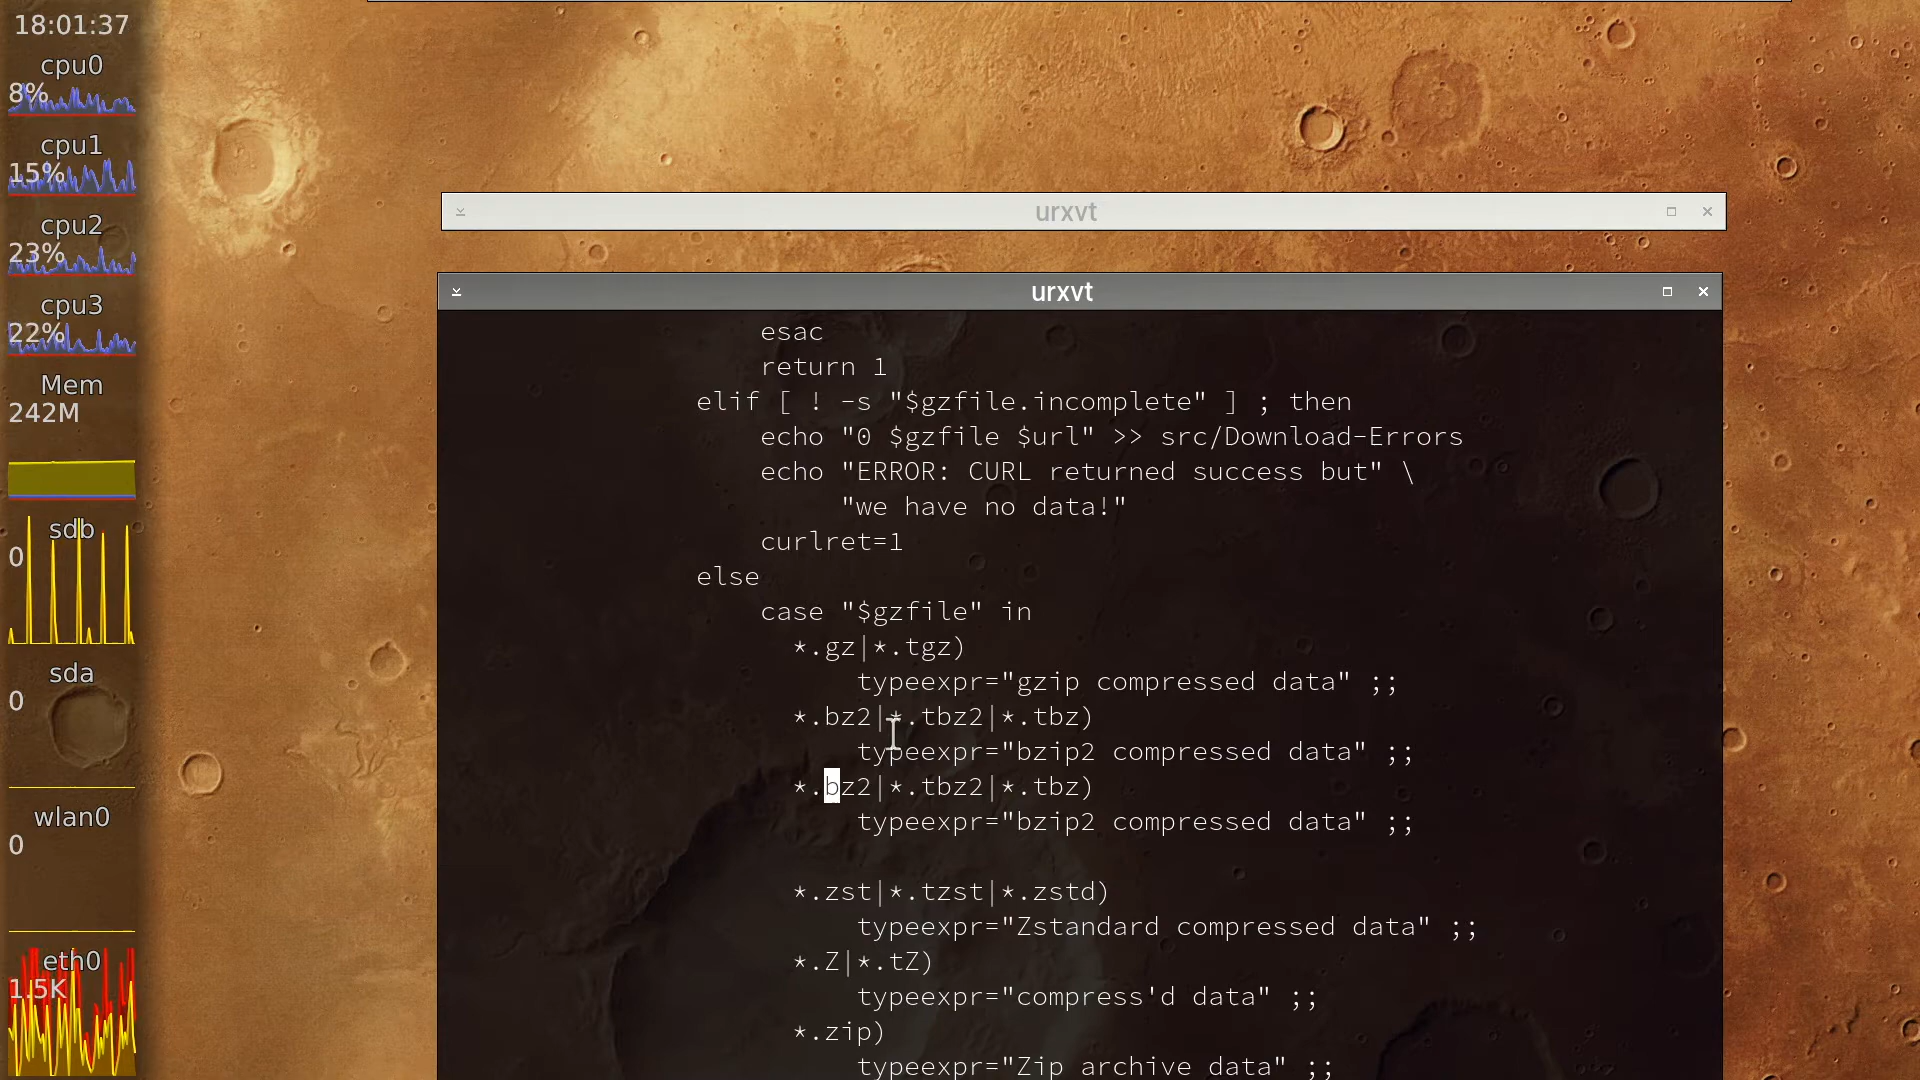 18:01:37
cpu0
8%
cpu1
15%
cpu2
23%
cpu3
22%
Mem
242M
sdb
0
sda
0
wlan0
0
eth0
1.5K
urxvt
urxvt
esac
return 1
elif [ ! -s "$gzfile.incomplete" ] ; then
echo "0 $gzfile $url" >> src/Download-Errors
echo "ERROR: CURL returned success but" \
"we have no data!"
curlret=1
else
case "$gzfile" in
*.gz|*.tgz)
typeexpr="gzip compressed data" ;;
*.bz2|*.tbz2|*.tbz)
typeexpr="bzip2 compressed data" ;;
*.bz2|*.tbz2|*.tbz)
typeexpr="bzip2 compressed data" ;;
*.zst|*.tzst|*.zstd)
typeexpr="Zstandard compressed data" ;;
*.Z|*.tZ)
typeexpr="compress'd data" ;;
*.zip)
typeexpr="Zip archive data" ;;